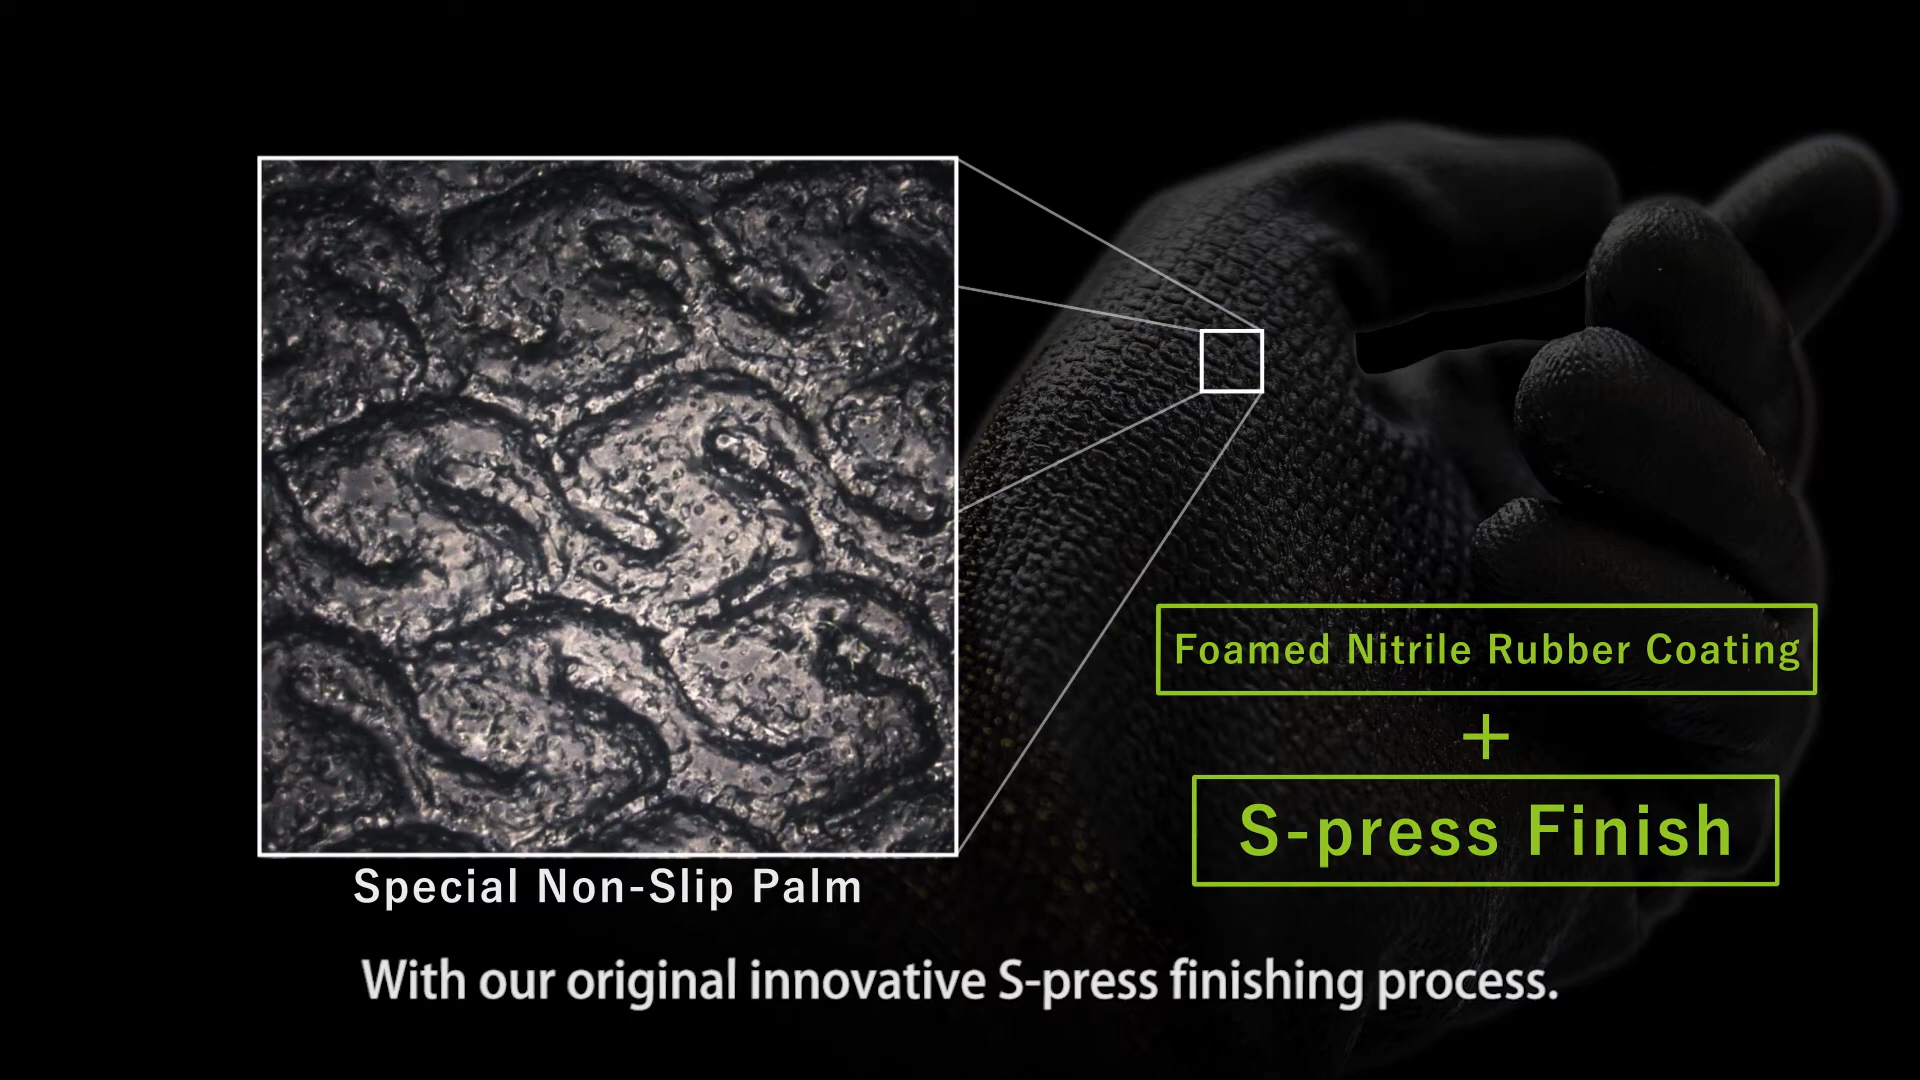 Foamed Nitrile Rubber Coating
+
S-press Finish
Special Non-Slip Palm
With our original innovative S-press finishing process.